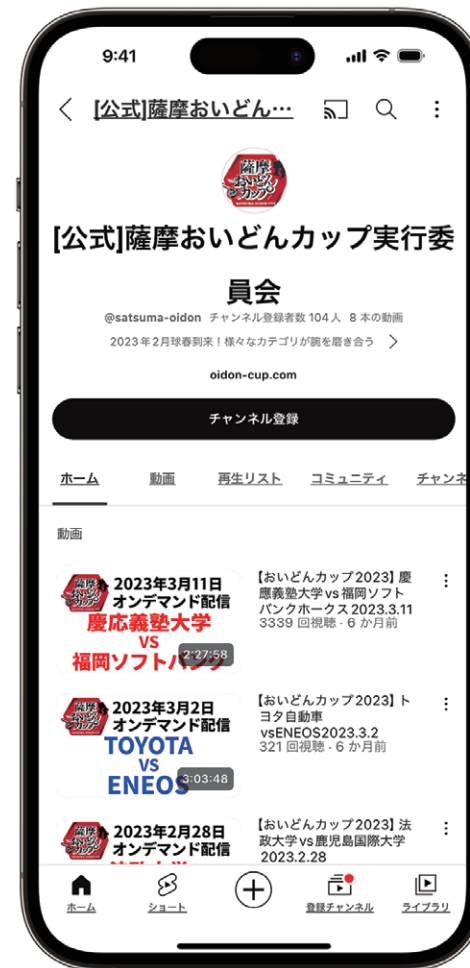 9:41
[公式]薩摩おいどん…
薩摩
おいどん
カップ
[公式]薩摩おいどんカップ実行委
員会
@satsuma-oidon チャンネル登録者数 104人 8 本の動画
2023年2月球春到来！様々なカテゴリが腕を磨き合う
oidon-cup.com
チャンネル登録
ホーム 動画 再生リスト コミュニティ チャンネ
動画
2023年3月11日
オンデマンド配信
慶応義塾大学
VS
福岡ソフトバンク
2:27:58
【おいどんカップ2023】慶
應義塾大学vs福岡ソフト
バンクホークス2023.3.11
3339 回視聴・6 か月前
2023年3月2日
オンデマンド配信
TOYOTA
VS
ENEOS
3:03:48
【おいどんカップ2023】ト
ヨタ自動車
vsENEOS2023.3.2
321 回視聴・6 か月前
2023年2月28日
オンデマンド配信
【おいどんカップ2023】法
政大学vs鹿児島国際大学
2023.2.28
ホーム ショート 登録チャンネル ライブラリ